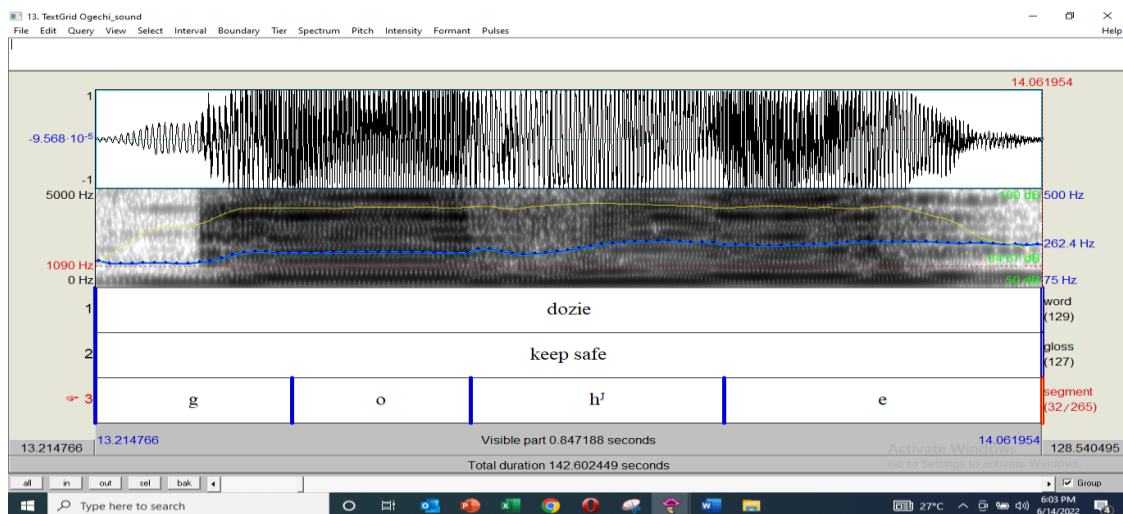 13. TextGrid Ogechi_sound
File Edit Query View Select Interval Boundary Tier Spectrum Pitch Intensity Formant Pulses Help
14.061954
1
-9.568·10⁻⁵
-1
5000 Hz 100 dB 500 Hz
262.4 Hz
1090 Hz 64.87 dB
0 Hz 50 dB 75 Hz
1 dozie word (129)
2 keep safe gloss (127)
☞ 3 g o hᴶ e segment (32/265)
13.214766 13.214766 Visible part 0.847188 seconds 14.061954 128.540495
Activate Windows
Go to Settings to activate Windows.
Total duration 142.602449 seconds
all in out sel bak Group
Type here to search 27°C 6:03 PM
6/14/2022